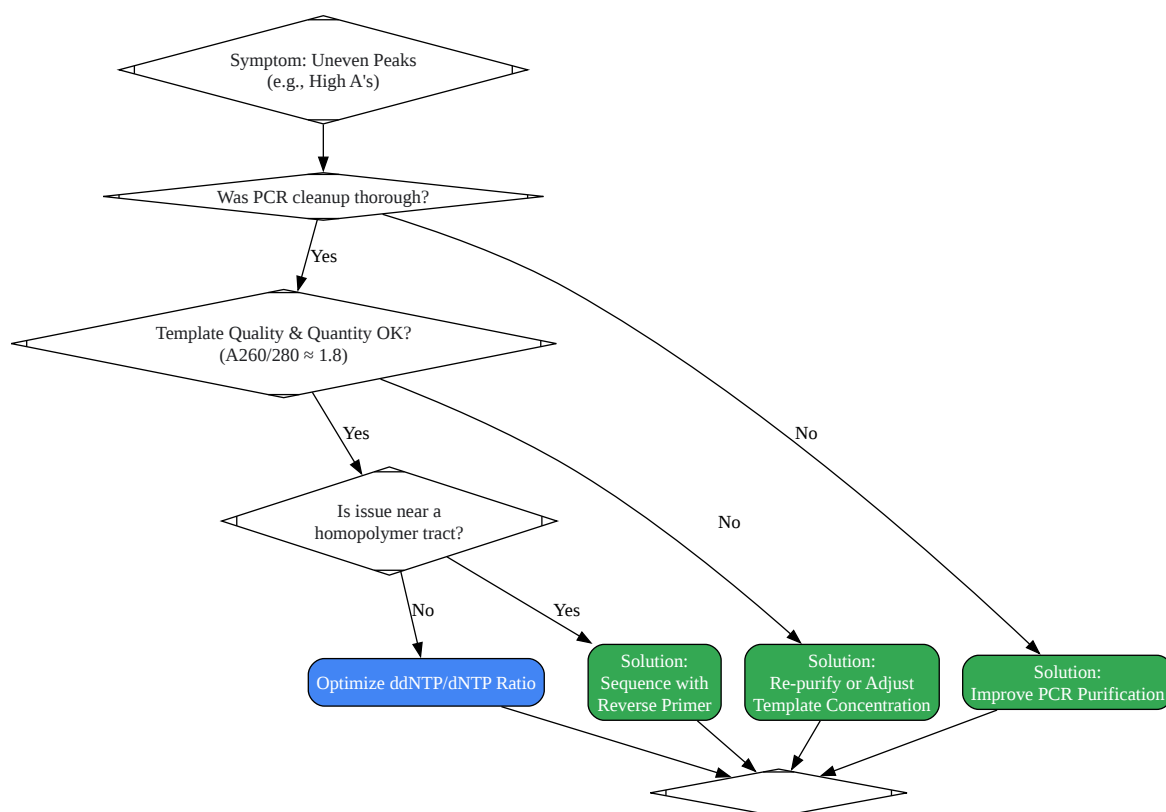 Symptom: Uneven Peaks
(e.g., High A's)
Was PCR cleanup thorough?
Yes
Template Quality & Quantity OK?
(A260/280 ≈ 1.8)
No
Yes
Is issue near a
homopolymer tract?
No
No
Yes
Optimize ddNTP/dNTP Ratio
Solution:
Sequence with
Reverse Primer
Solution:
Re-purify or Adjust
Template Concentration
Solution:
Improve PCR Purification